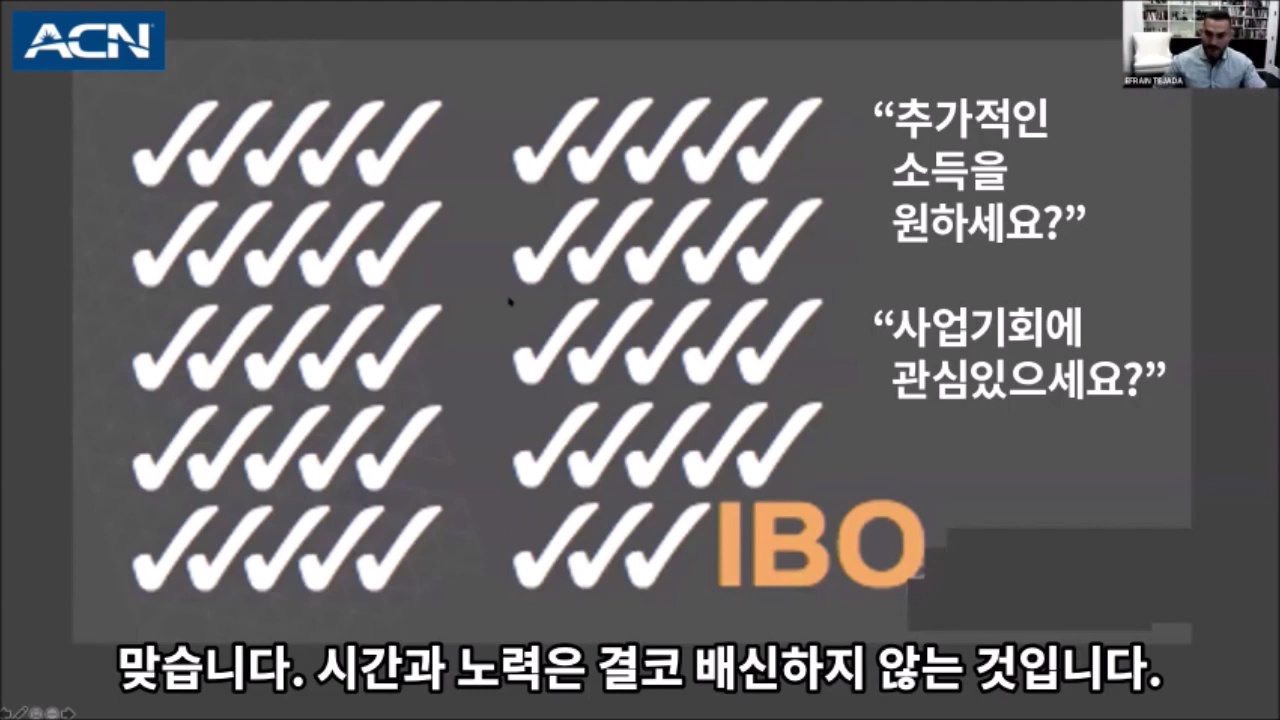 ACN
EFRAIN TEJADA
“추가적인
소득을
원하세요?”
“사업기회에
관심있으세요?”
IBO
맞습니다. 시간과 노력은 결코 배신하지 않는 것입니다.